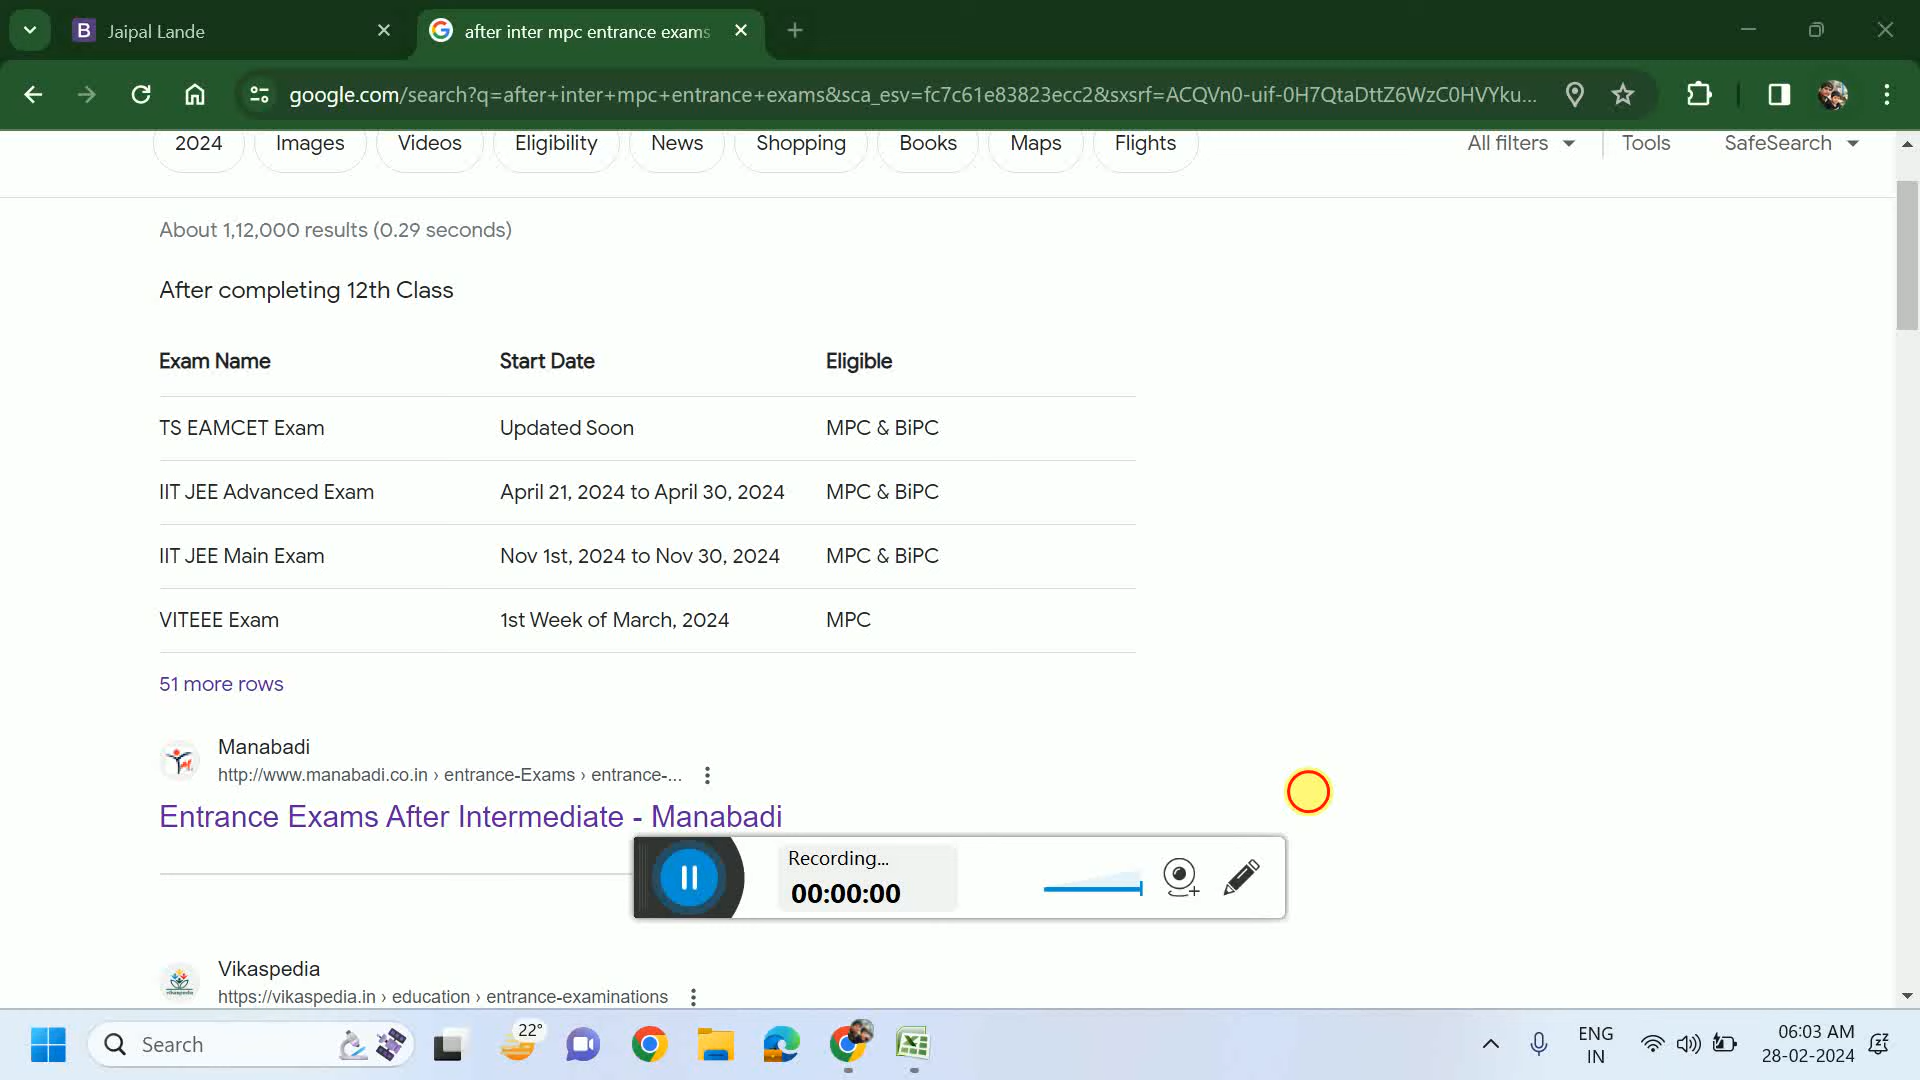 Jaipal Lande
after inter mpc entrance exams
google.com/search?q=after+inter+mpc+entrance+exams&sca_esv=fc7c61e83823ecc2&sxsrf=ACQVn0-uif-0H7QtaDttZ6WzC0HVYku...
2024 Images Videos Eligibility News Shopping Books Maps Flights All filters Tools SafeSearch
About 1,12,000 results (0.29 seconds)
After completing 12th Class
Exam Name Start Date Eligible
TS EAMCET Exam Updated Soon MPC & BiPC
IIT JEE Advanced Exam April 21, 2024 to April 30, 2024 MPC & BiPC
IIT JEE Main Exam Nov 1st, 2024 to Nov 30, 2024 MPC & BiPC
VITEEE Exam 1st Week of March, 2024 MPC
51 more rows
Manabadi
http://www.manabadi.co.in › entrance-Exams › entrance-...
Entrance Exams After Intermediate - Manabadi
Recording...
00:00:00
Vikaspedia
https://vikaspedia.in › education › entrance-examinations
Search
22°
ENG
IN
06:03 AM
28-02-2024